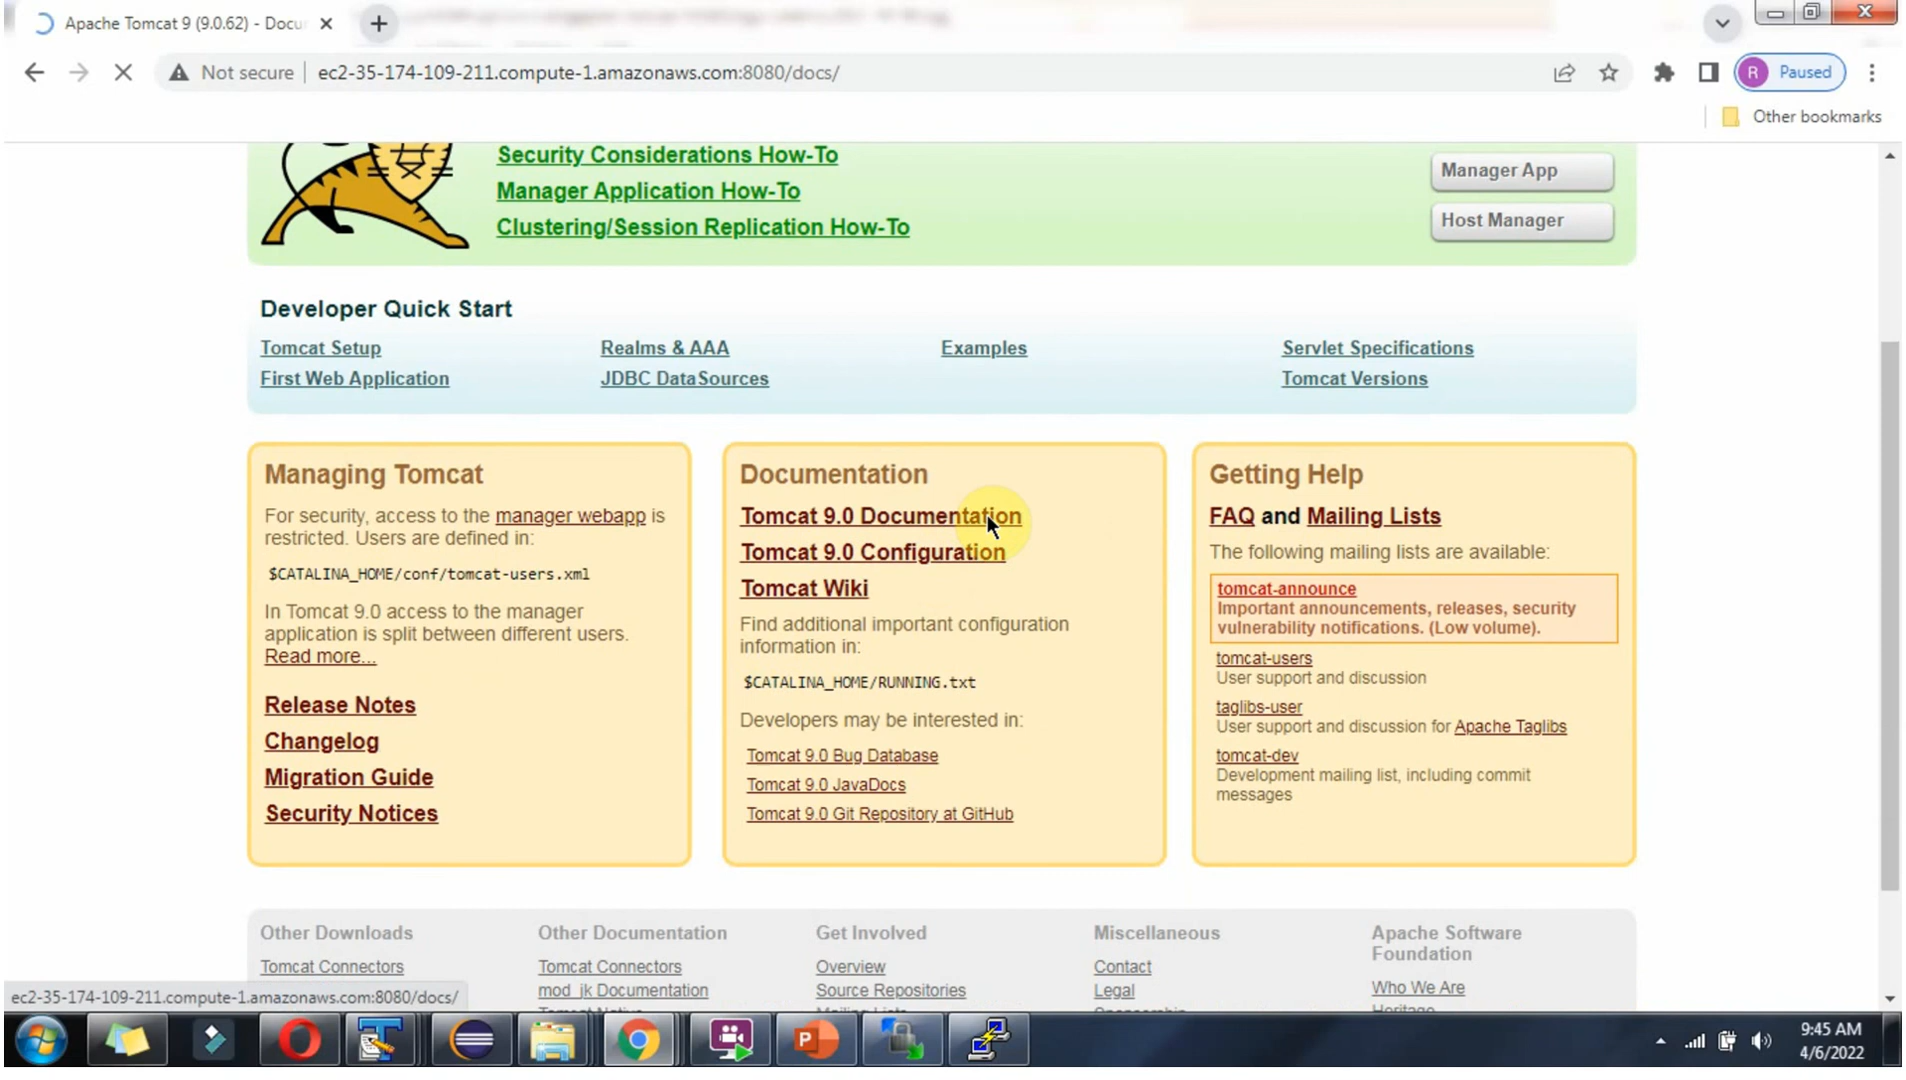 Apache Tomcat 9 (9.0.62) - Docu
Not secure
ec2-35-174-109-211.compute-1.amazonaws.com:8080/docs/
R Paused
Other bookmarks
Security Considerations How-To
Manager Application How-To
Clustering/Session Replication How-To
Manager App
Host Manager
Developer Quick Start
Tomcat Setup
First Web Application
Realms & AAA
JDBC DataSources
Examples
Servlet Specifications
Tomcat Versions
Managing Tomcat
For security, access to the manager webapp is
restricted. Users are defined in:
$CATALINA_HOME/conf/tomcat-users.xml
In Tomcat 9.0 access to the manager
application is split between different users.
Read more...
Release Notes
Changelog
Migration Guide
Security Notices
Documentation
Tomcat 9.0 Documentation
Tomcat 9.0 Configuration
Tomcat Wiki
Find additional important configuration
information in:
$CATALINA_HOME/RUNNING.txt
Developers may be interested in:
Tomcat 9.0 Bug Database
Tomcat 9.0 JavaDocs
Tomcat 9.0 Git Repository at GitHub
Getting Help
FAQ and Mailing Lists
The following mailing lists are available:
tomcat-announce
Important announcements, releases, security
vulnerability notifications. (Low volume).
tomcat-users
User support and discussion
taglibs-user
User support and discussion for Apache Taglibs
tomcat-dev
Development mailing list, including commit
messages
Other Downloads
Tomcat Connectors
Other Documentation
Tomcat Connectors
mod_jk Documentation
Get Involved
Overview
Source Repositories
Miscellaneous
Contact
Legal
Apache Software
Foundation
Who We Are
ec2-35-174-109-211.compute-1.amazonaws.com:8080/docs/
9:45 AM
4/6/2022